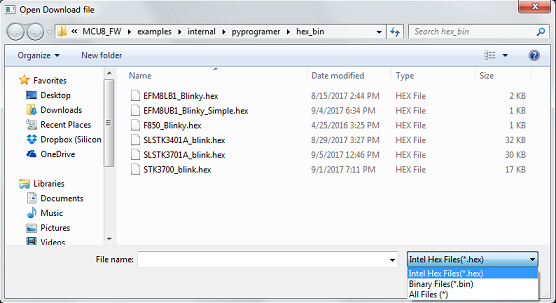 Open Download file
MCU8_FW ▸ examples ▸ internal ▸ pyprogramer ▸ hex_bin
Search hex_bin
Organize
New folder
Name Date modified Type Size
Favorites
Desktop
Downloads
Recent Places
Dropbox (Silicon
OneDrive
Libraries
Documents
Music
Pictures
Videos
EFM8LB1_Blinky.hex 8/15/2017 2:44 PM HEX File 2 KB
EFM8UB1_Blinky_Simple.hex 9/4/2017 6:34 PM HEX File 1 KB
F850_Blinky.hex 4/25/2016 3:25 PM HEX File 1 KB
SLSTK3401A_blink.hex 8/29/2017 3:27 PM HEX File 32 KB
SLSTK3701A_blink.hex 9/5/2017 12:46 PM HEX File 30 KB
STK3700_blink.hex 9/1/2017 7:11 PM HEX File 17 KB
File name:
Intel Hex Files(*.hex)
Intel Hex Files(*.hex)
Binary Files(*.bin)
All Files (*)